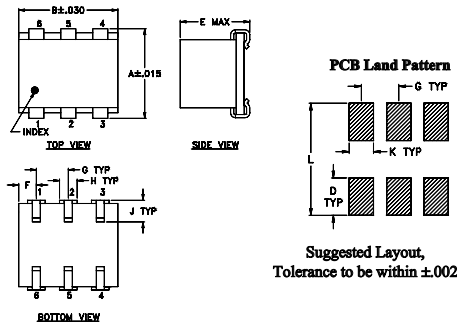 B±.030
6 5 4
A±.015
INDEX
1 2 3
TOP VIEW
E MAX
SIDE VIEW
PCB Land Pattern
G TYP
K TYP
L
D
TYP
Suggested Layout,
Tolerance to be within ±.002
G TYP
H TYP
F
1 2 3
J TYP
6 5 4
BOTTOM VIEW